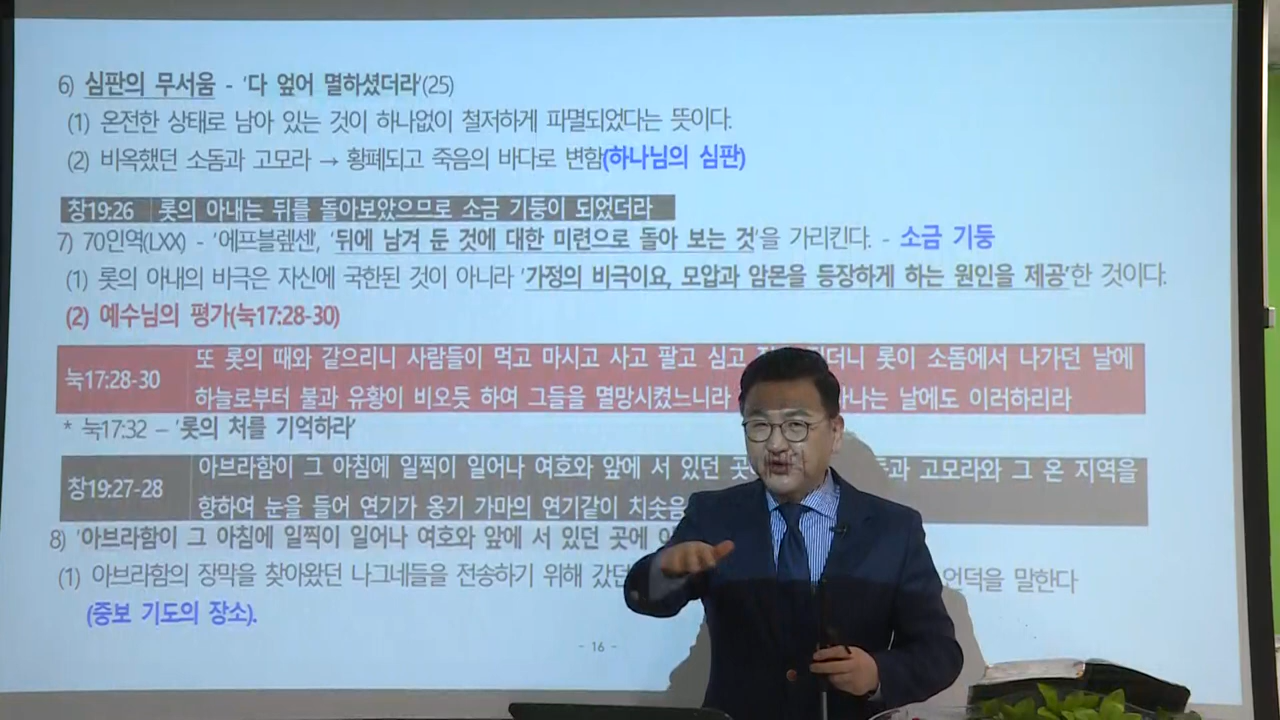 6) 심판의 무서움 - '다 엎어 멸하셨더라'(25)
(1) 온전한 상태로 남아 있는 것이 하나없이 철저하게 파멸되었다는 뜻이다.
(2) 비옥했던 소돔과 고모라 → 황폐되고 죽음의 바다로 변함(하나님의 심판)
창19:26 롯의 아내는 뒤를 돌아보았으므로 소금 기둥이 되었더라
7) 70인역(LXX) - '에프블렢센', '뒤에 남겨 둔 것에 대한 미련으로 돌아 보는 것'을 가리킨다. - 소금 기둥
(1) 롯의 아내의 비극은 자신에 국한된 것이 아니라 '가정의 비극이요, 모압과 암몬을 등장하게 하는 원인을 제공'한 것이다.
(2) 예수님의 평가(눅17:28-30)
또 롯의 때와 같으리니 사람들이 먹고 마시고 사고 팔고 심고 더니 롯이 소돔에서 나가던 날에
눅17:28-30
하늘로부터 불과 유황이 비오듯 하여 그들을 멸망시켰느니라 나는 날에도 이러하리라
* 눅17:32 – '롯의 처를 기억하라'
아브라함이 그 아침에 일찍이 일어나 여호와 앞에 서 있던 고모라와 그 온 지역을
창19:27-28
향하여 눈을 들어 연기가 옹기 가마의 연기같이 치솟음
8) '아브라함이 그 아침에 일찍이 일어나 여호와 앞에 서 있던 곳에
(1) 아브라함의 장막을 찾아왔던 나그네들을 전송하기 위해 언덕을 말한다
(중보 기도의 장소).
- 16 -